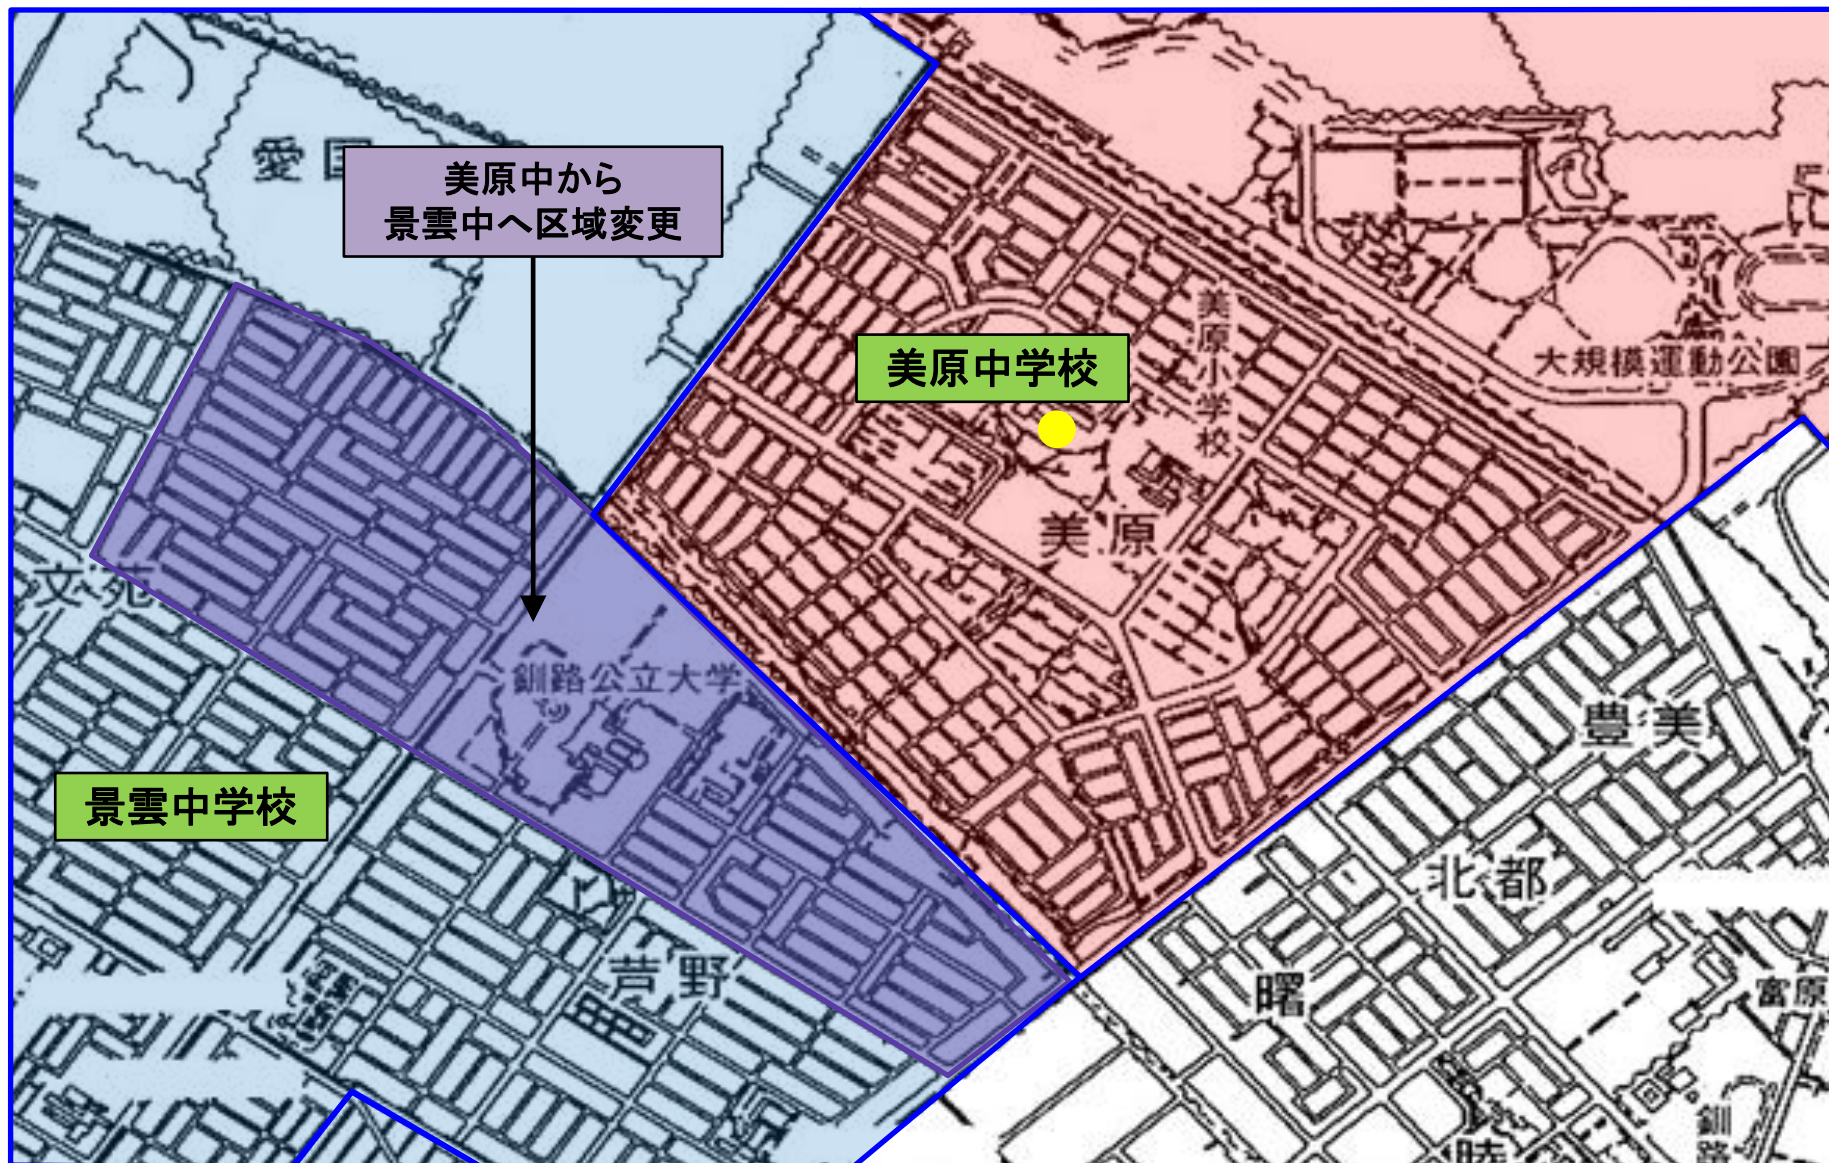 愛国
美原中から
景雲中へ区域変更
美原小学校
美原中学校
大規模運動公園
美原
文苑
釧路公立大学
豊美
景雲中学校
北都
芦野
曙
富原
釧路